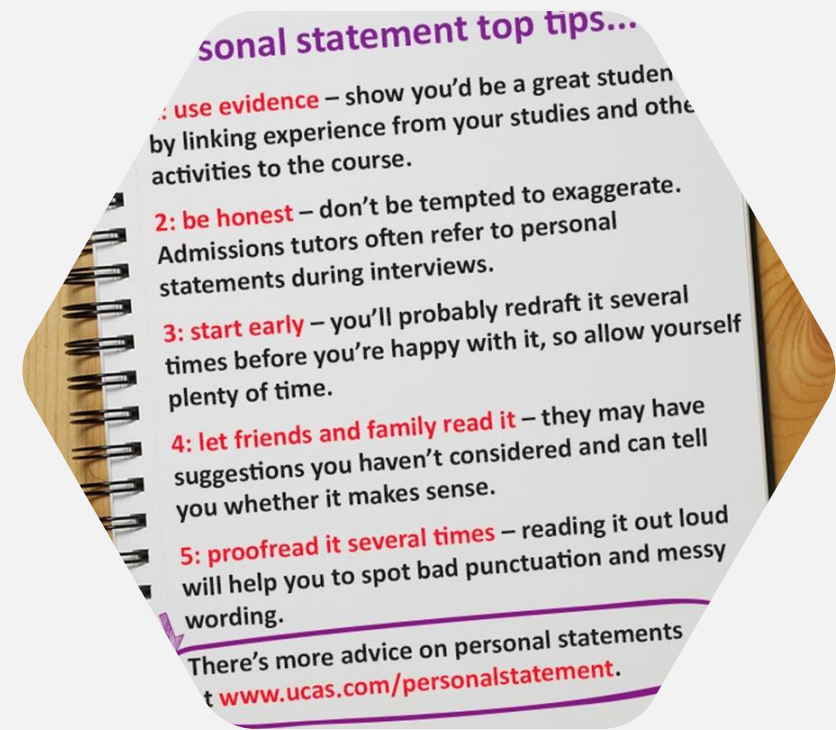 sonal statement top tips...
: use evidence – show you'd be a great studen
by linking experience from your studies and othe
activities to the course.
2: be honest – don't be tempted to exaggerate.
Admissions tutors often refer to personal
statements during interviews.
3: start early – you'll probably redraft it several
times before you're happy with it, so allow yourself
plenty of time.
4: let friends and family read it – they may have
suggestions you haven't considered and can tell
you whether it makes sense.
5: proofread it several times – reading it out loud
will help you to spot bad punctuation and messy
wording.
There's more advice on personal statements
t www.ucas.com/personalstatement.